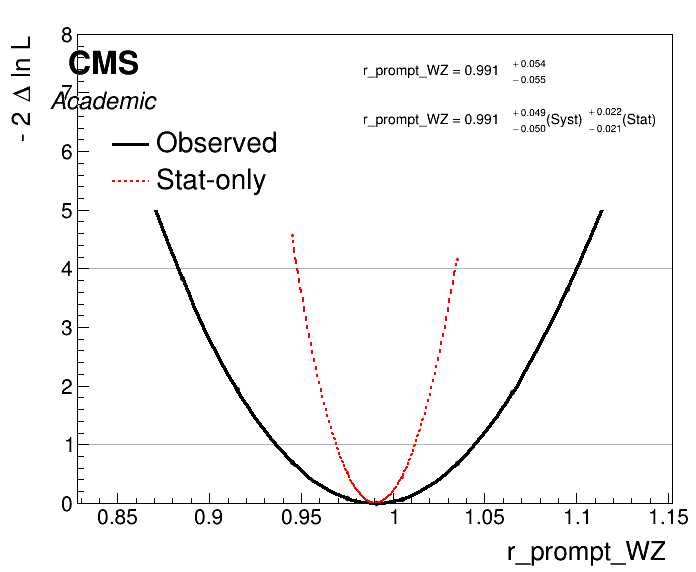 CMS
Academic
- 2 Δ ln L
r_prompt_WZ = 0.991 +0.054 −0.055
r_prompt_WZ = 0.991 +0.049 −0.050 (Syst) +0.022 −0.021 (Stat)
Observed
Stat-only
8
7
6
5
4
3
2
1
0
0.85 0.9 0.95 1 1.05 1.1 1.15
r_prompt_WZ